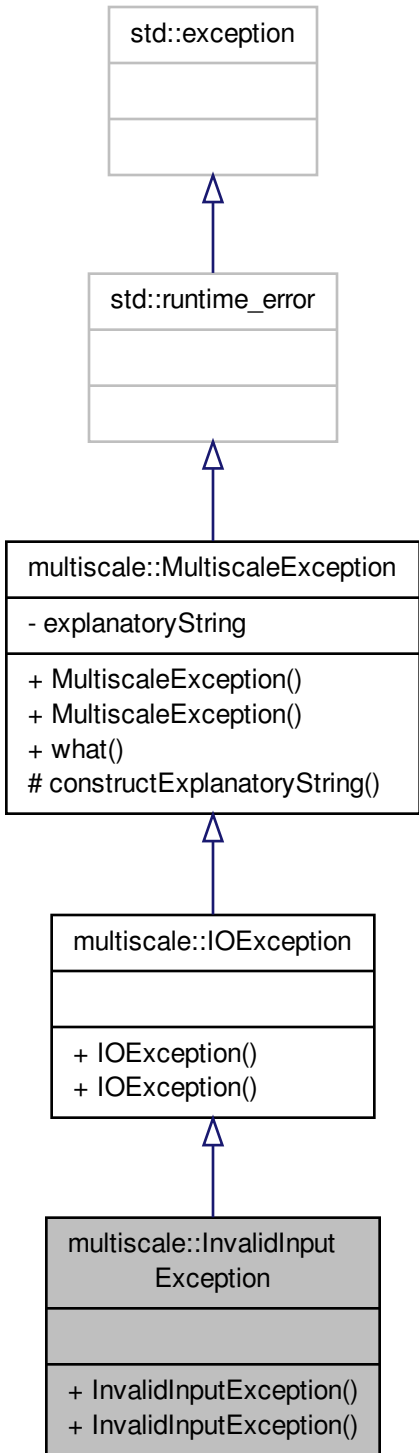 std::exception
std::runtime_error
multiscale::MultiscaleException
- explanatoryString
+ MultiscaleException()
+ MultiscaleException()
+ what()
# constructExplanatoryString()
multiscale::IOException
+ IOException()
+ IOException()
multiscale::InvalidInput
Exception
+ InvalidInputException()
+ InvalidInputException()